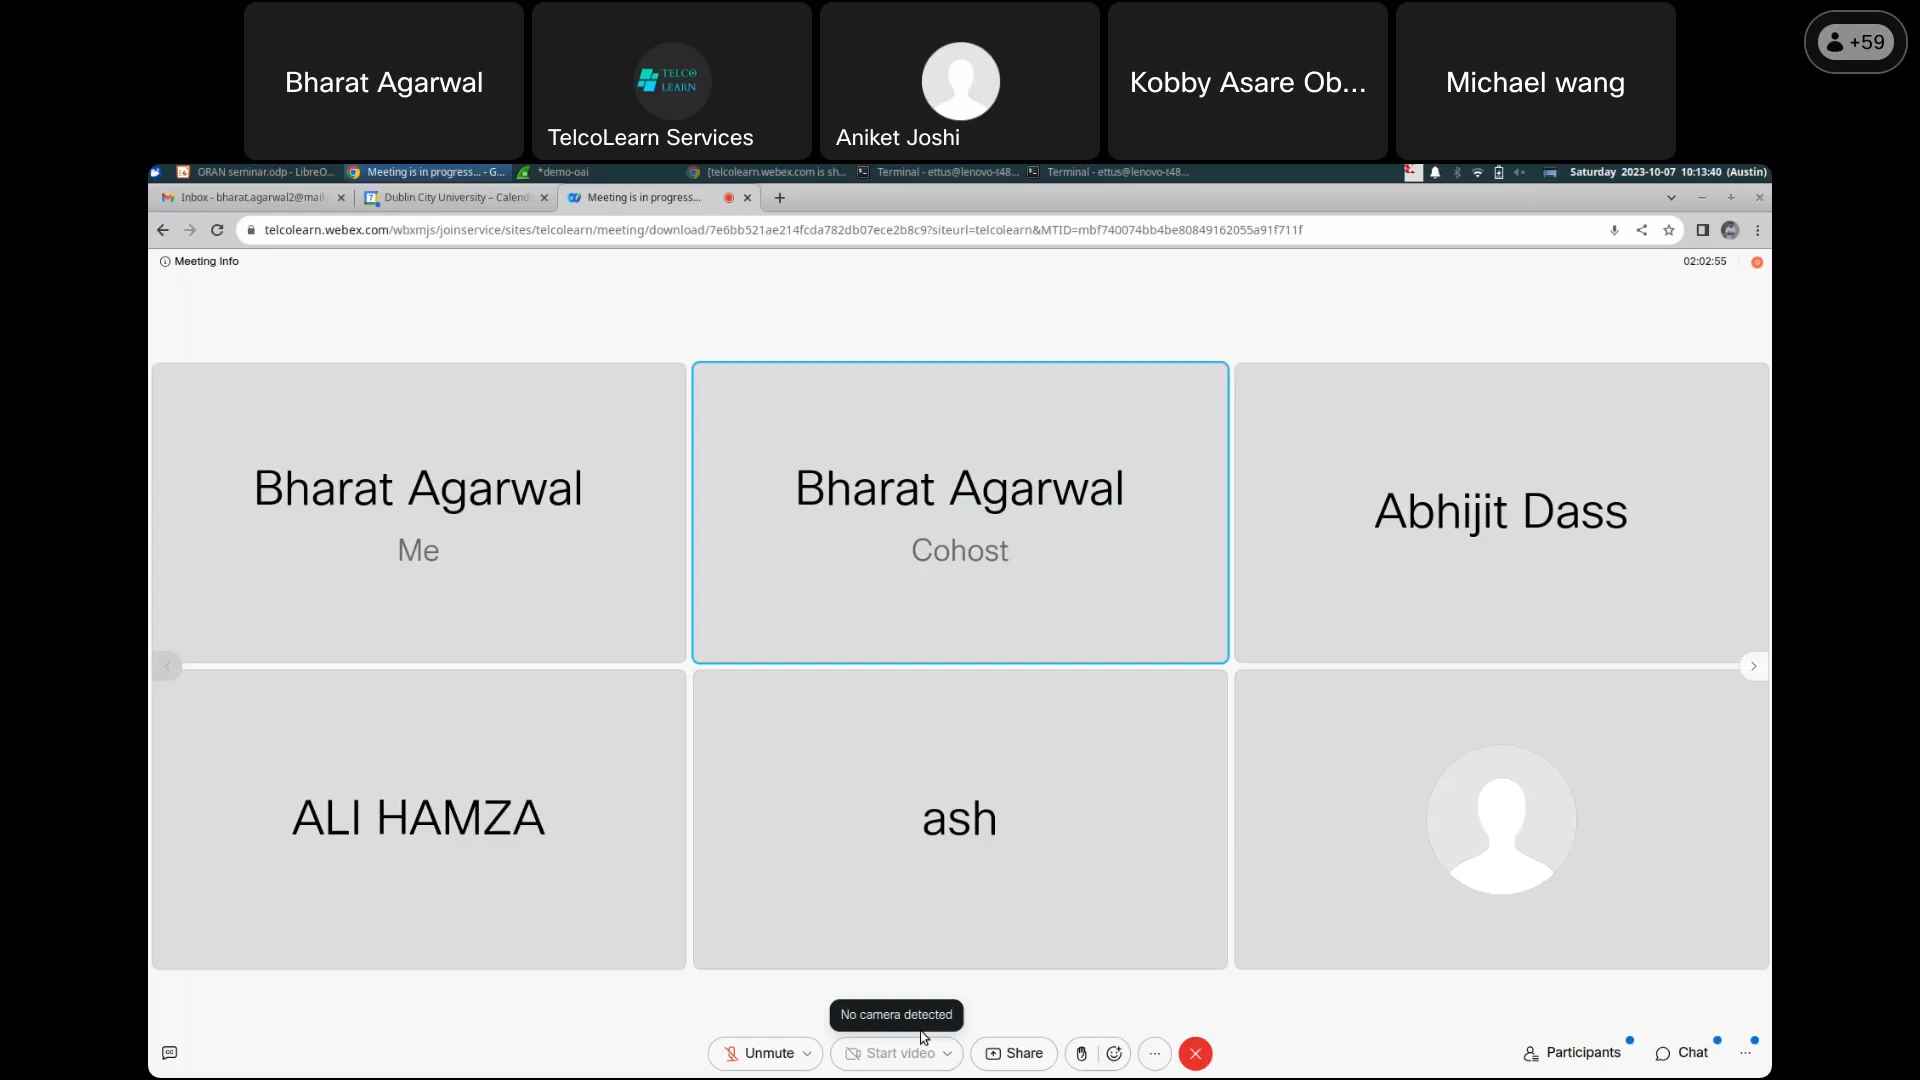 Bharat Agarwal
TELCO
LEARN
TelcoLearn Services
Aniket Joshi
Kobby Asare Ob...
Michael wang
+59
ORAN seminar.odp - LibreO...
Meeting is in progress... - G...
*demo-oai
[telcolearn.webex.com is sh...
Terminal - ettus@lenovo-t48...
Terminal - ettus@lenovo-t48...
Saturday 2023-10-07 10:13:40 (Austin)
Inbox - bharat.agarwal2@mail
Dublin City University – Calend
Meeting is in progress...
telcolearn.webex.com/wbxmjs/joinservice/sites/telcolearn/meeting/download/7e6bb521ae214fcda782db07ece2b8c9?siteurl=telcolearn&MTID=mbf740074bb4be80849162055a91f711f
Meeting Info
02:02:55
Bharat Agarwal
Me
Bharat Agarwal
Cohost
Abhijit Dass
ALI HAMZA
ash
No camera detected
Unmute
Start video
Share
Participants
Chat